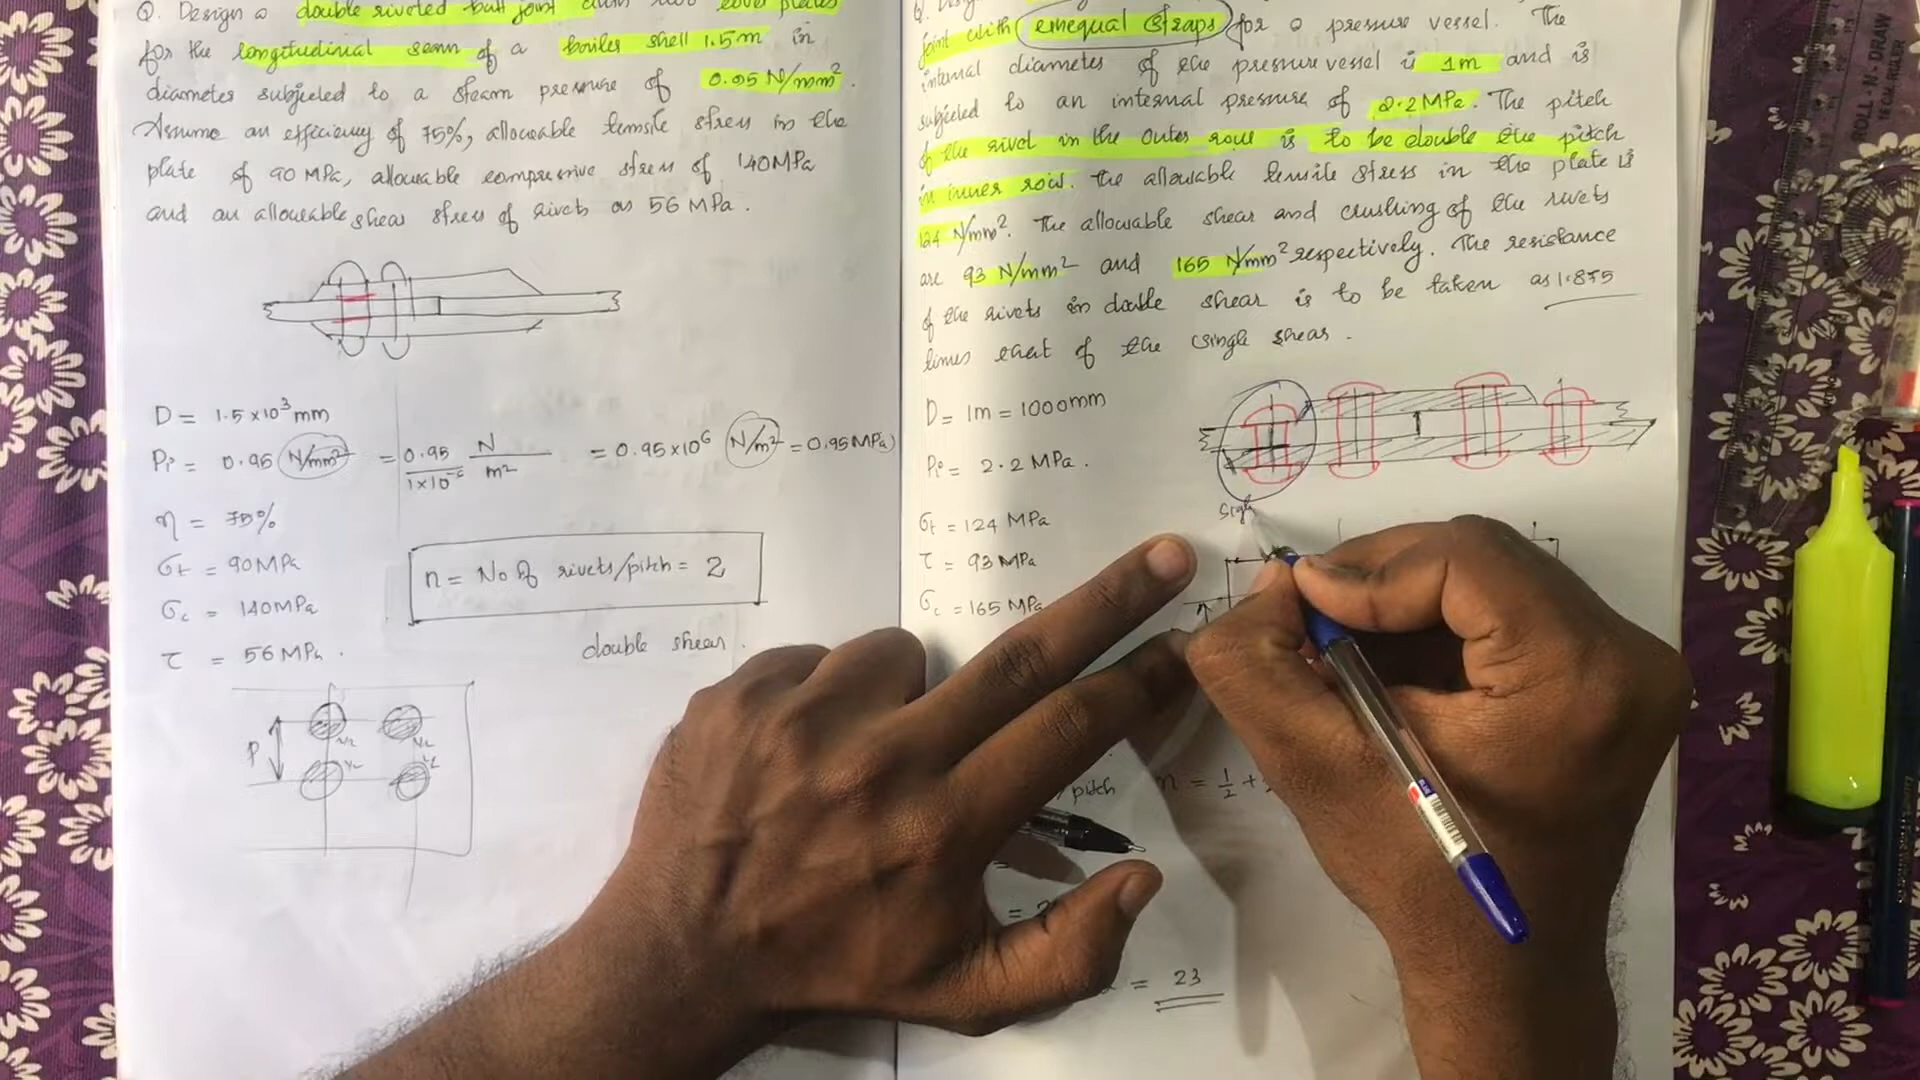 Q. Design a double riveted butt joint with two cover plates
for the longitudinal seam of a boiler shell 1.5m in
diameter subjected to a steam pressure of 0.95 N/mm².
Assume an efficiency of 75%, allowable tensile stress in the
plate of 90 MPa, allowable compressive stress of 140MPa
and an allowable shear stress of rivets as 56 MPa.
D = 1.5×10³ mm
Pi = 0.95 N/mm² = 0.95/1×10⁻⁶ N/m² = 0.95×10⁶ N/m² = 0.95MPa
η = 75%
σt = 90MPa
σc = 140MPa
τ = 56 MPa.
n = No of rivets/pitch = 2
double shear.
P
joint with unequal straps for a pressure vessel. The
internal diameter of the pressure vessel is 1m and is
subjected to an internal pressure of 2.2 MPa. The pitch
of the rivet in the outer row is to be double the pitch
in inner row. The allowable tensile stress in the plate is
124 N/mm². The allowable shear and crushing of the rivets
are 93 N/mm² and 165 N/mm² respectively. The resistance
of the rivets in double shear is to be taken as 1.875
times that of the single shear.
D = 1m = 1000mm
Pi = 2.2 MPa.
σt = 124 MPa
τ = 93 MPa
σc = 165 MPa
pitch n = 1/2 +
= 23
ROLL-N-DRAW